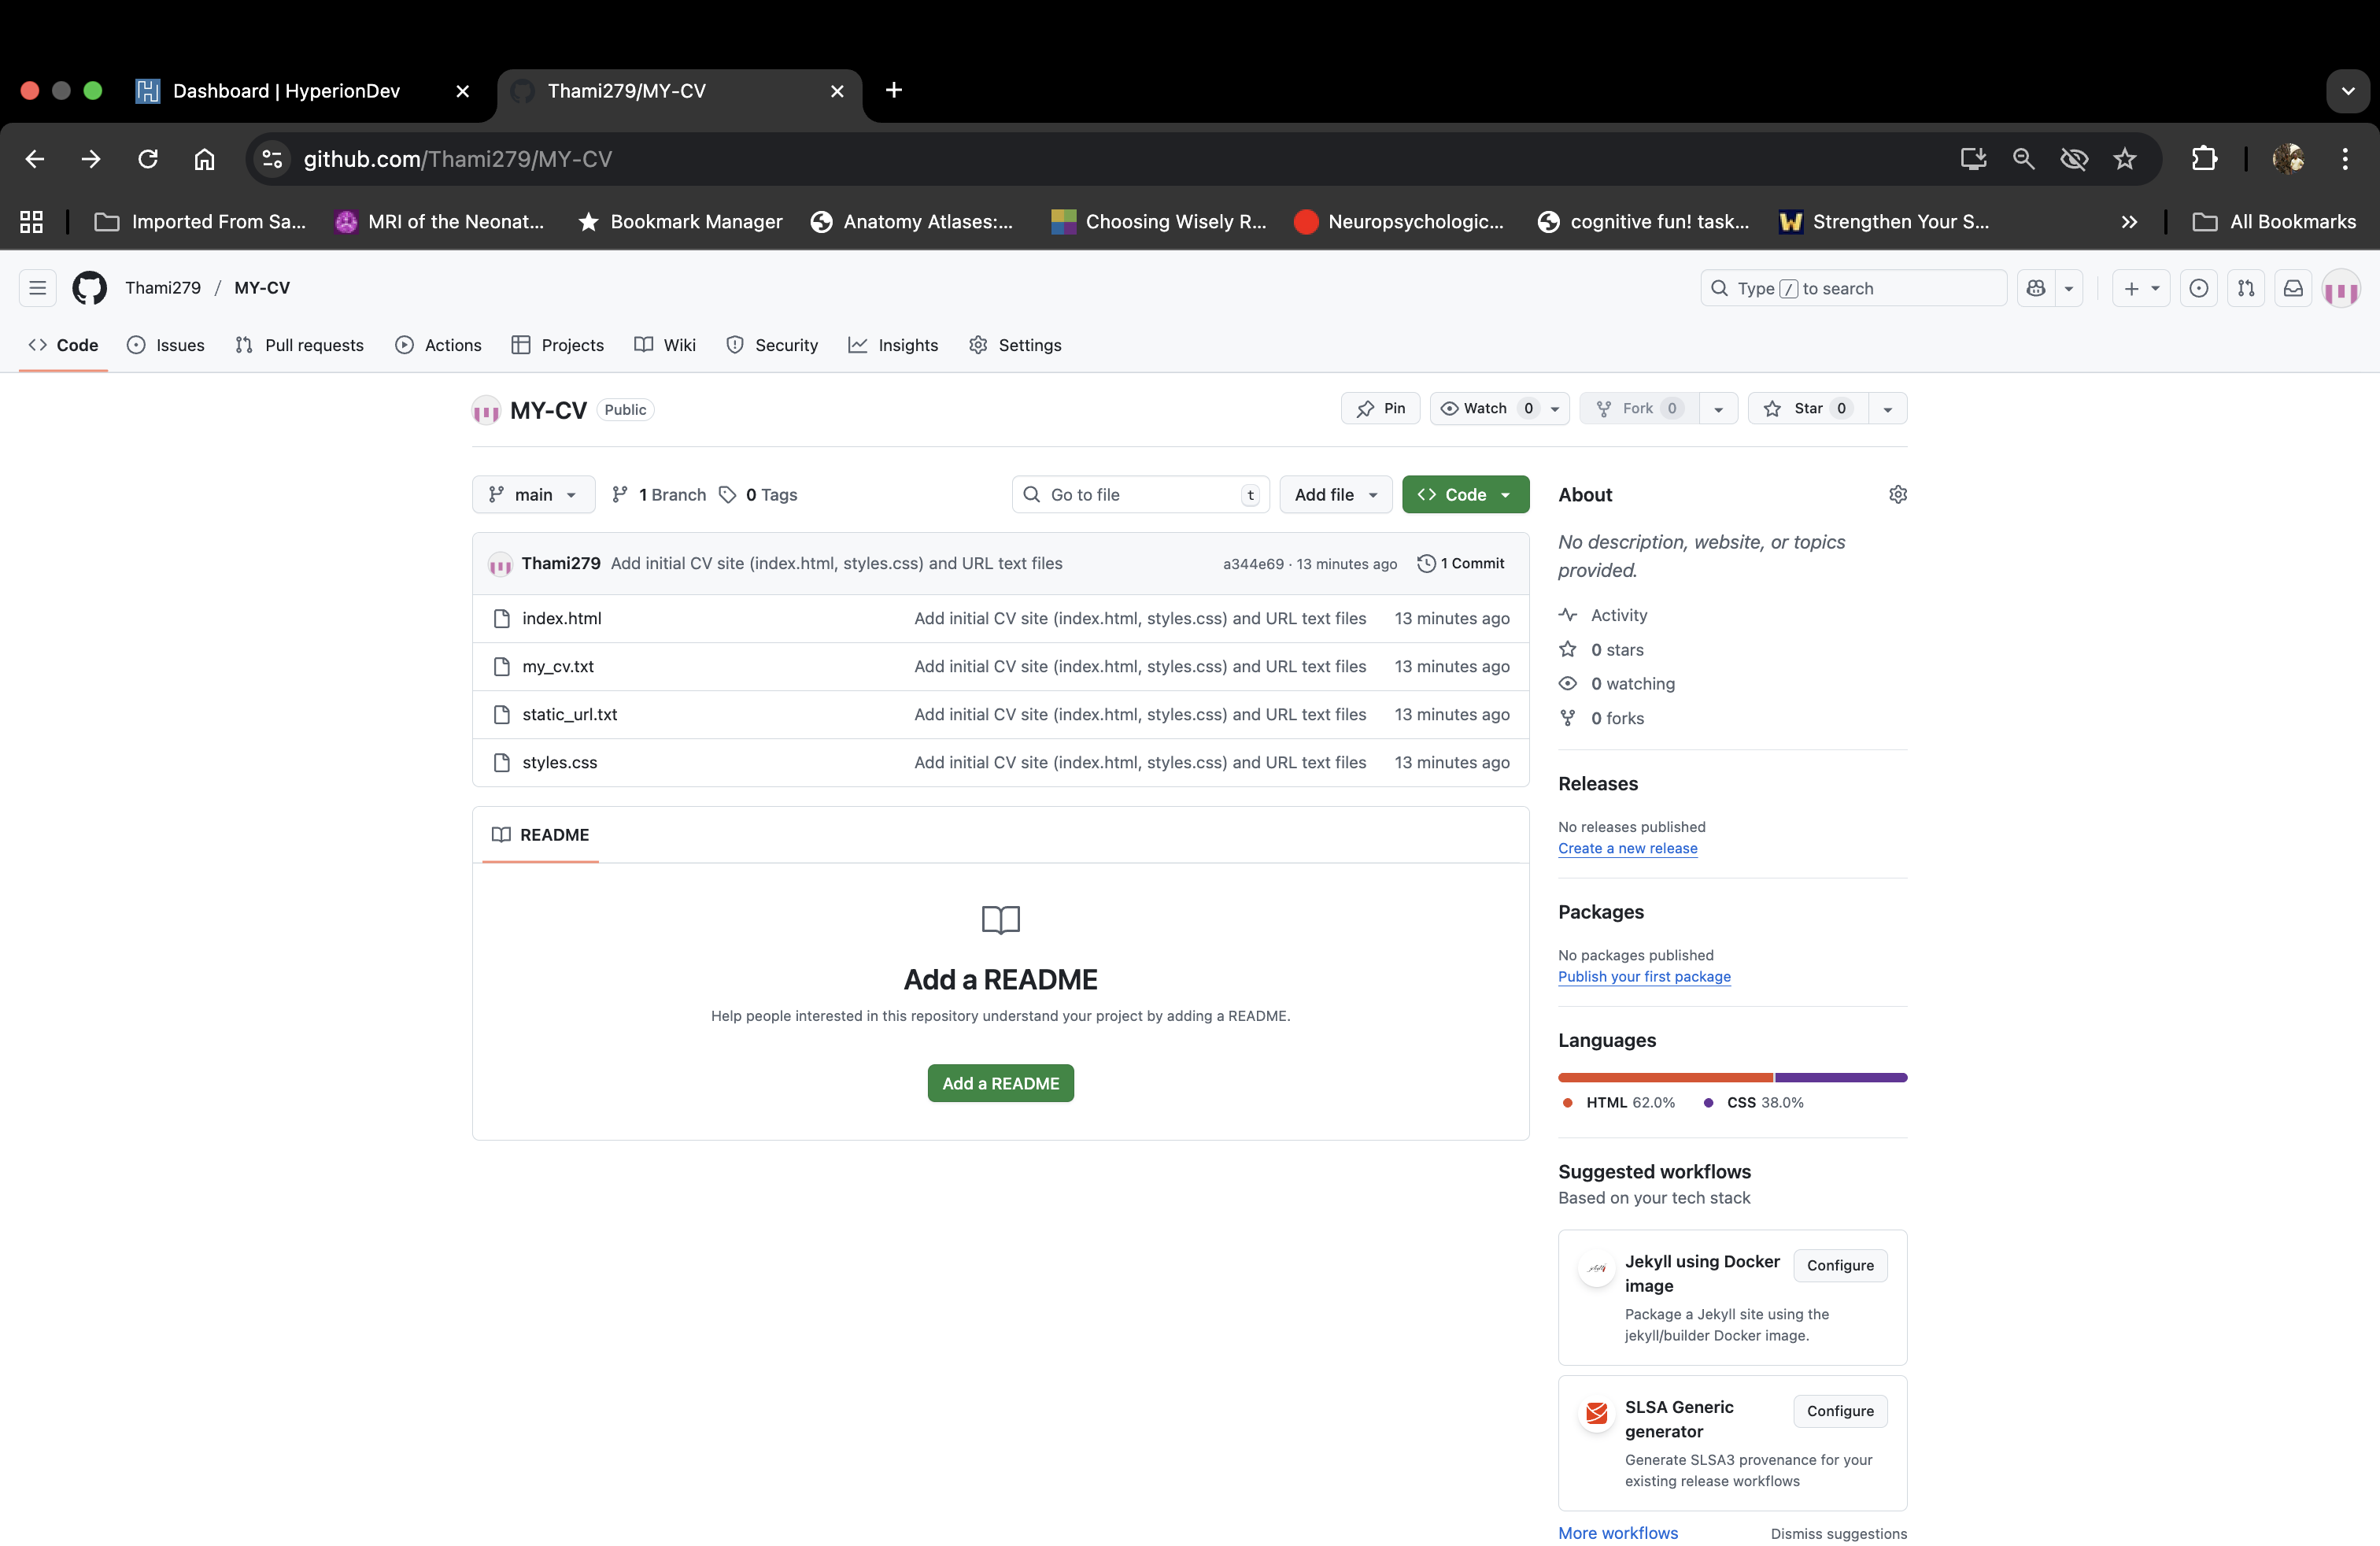 Dashboard | HyperionDev
Thami279/MY-CV
github.com/Thami279/MY-CV
Imported From Sa...
MRI of the Neonat...
Bookmark Manager
Anatomy Atlases:...
Choosing Wisely R...
Neuropsychologic...
cognitive fun! task...
Strengthen Your S...
All Bookmarks
Thami279 / MY-CV
Type / to search
Code
Issues
Pull requests
Actions
Projects
Wiki
Security
Insights
Settings
MY-CV Public
Pin
Watch 0
Fork 0
Star 0
main
1 Branch
0 Tags
Go to file t
Add file
Code
Thami279 Add initial CV site (index.html, styles.css) and URL text files a344e69 · 13 minutes ago 1 Commit
index.html Add initial CV site (index.html, styles.css) and URL text files 13 minutes ago
my_cv.txt Add initial CV site (index.html, styles.css) and URL text files 13 minutes ago
static_url.txt Add initial CV site (index.html, styles.css) and URL text files 13 minutes ago
styles.css Add initial CV site (index.html, styles.css) and URL text files 13 minutes ago
README
Add a README
Help people interested in this repository understand your project by adding a README.
Add a README
About
No description, website, or topics
provided.
Activity
0 stars
0 watching
0 forks
Releases
No releases published
Create a new release
Packages
No packages published
Publish your first package
Languages
HTML 62.0% CSS 38.0%
Suggested workflows
Based on your tech stack
Jekyll using Docker
image
Configure
Package a Jekyll site using the
jekyll/builder Docker image.
SLSA Generic
generator
Configure
Generate SLSA3 provenance for your
existing release workflows
More workflows
Dismiss suggestions